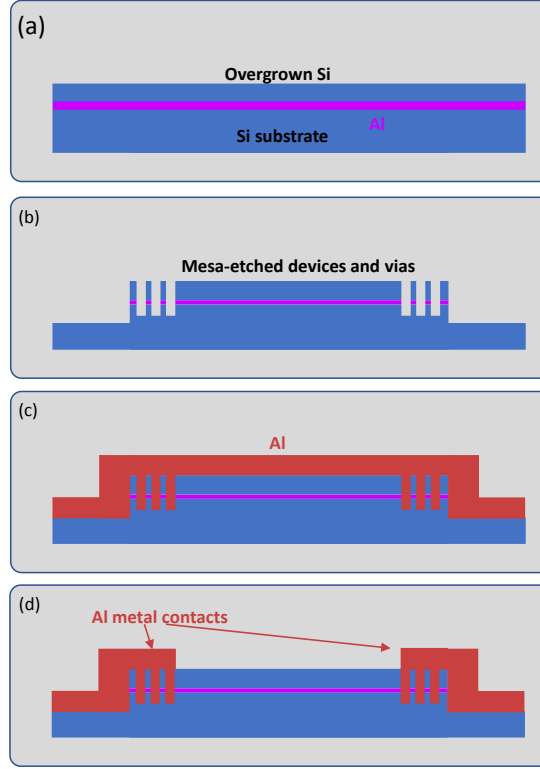 (a)
Overgrown Si
Al
Si substrate
(b)
Mesa-etched devices and vias
(c)
Al
(d)
Al metal contacts